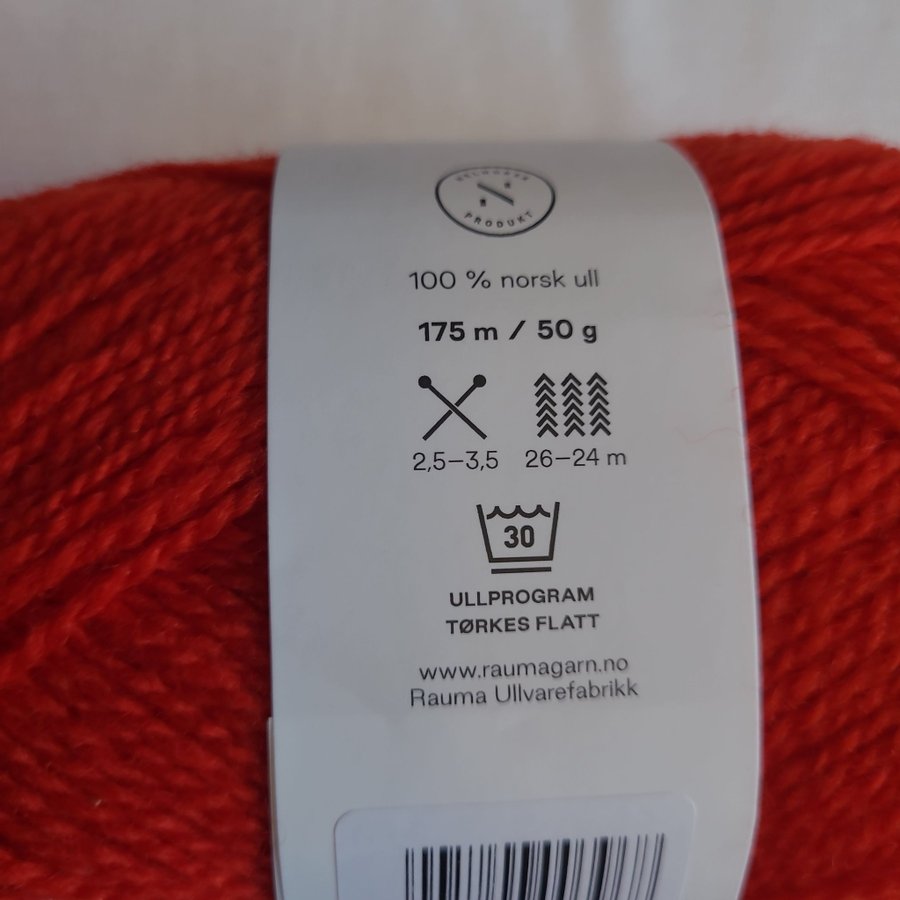 PRODUKT
100 % norsk ull
175 m / 50 g
2,5–3,5 26–24 m
30
ULLPROGRAM
TØRKES FLATT
www.raumagarn.no
Rauma Ullvarefabrikk